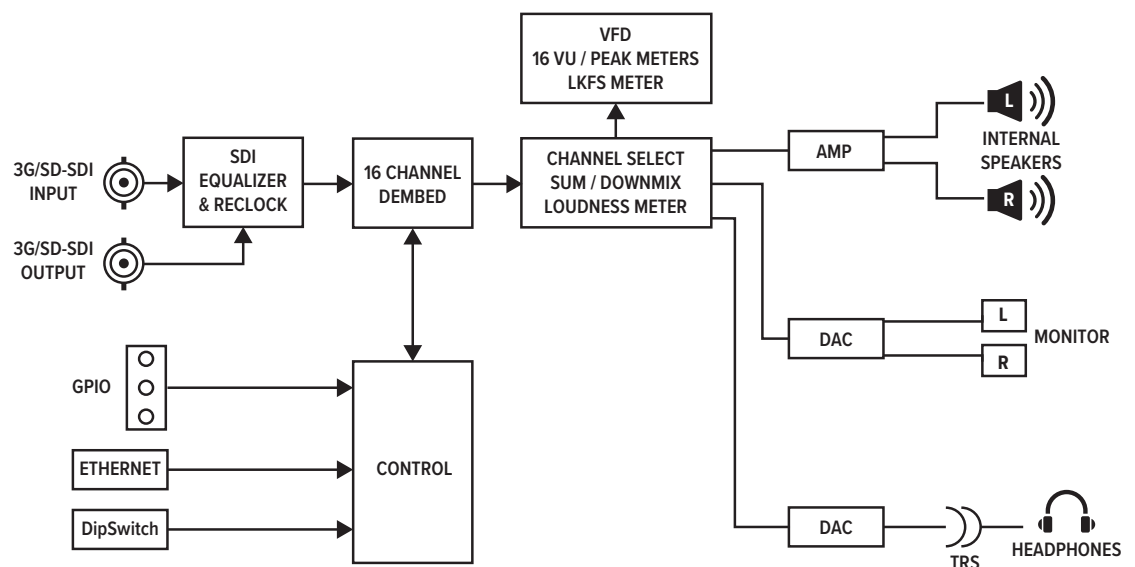 VFD
16 VU / PEAK METERS
LKFS METER
3G/SD-SDI
INPUT
SDI
EQUALIZER
& RECLOCK
16 CHANNEL
DEMBED
CHANNEL SELECT
SUM / DOWNMIX
LOUDNESS METER
AMP
L
INTERNAL
SPEAKERS
R
3G/SD-SDI
OUTPUT
DAC
L
R
MONITOR
GPIO
ETHERNET
DipSwitch
CONTROL
DAC
TRS
HEADPHONES